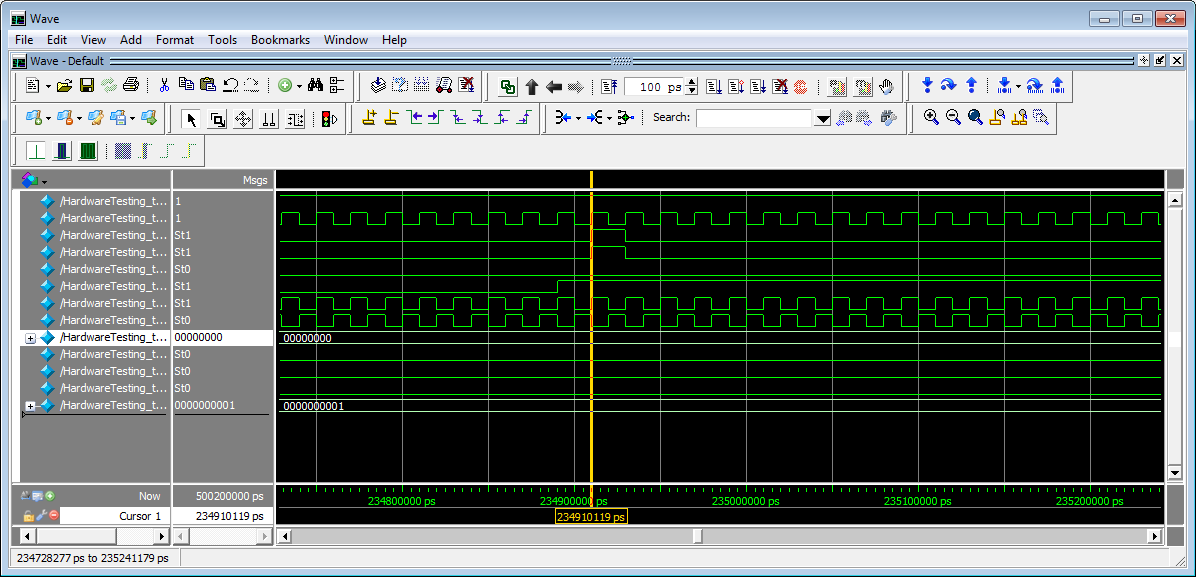 Wave
File Edit View Add Format Tools Bookmarks Window Help
Wave - Default
100 ps
Search:
Msgs
/HardwareTesting_t... 1
/HardwareTesting_t... 1
/HardwareTesting_t... St1
/HardwareTesting_t... St1
/HardwareTesting_t... St0
/HardwareTesting_t... St1
/HardwareTesting_t... St1
/HardwareTesting_t... St0
/HardwareTesting_t... 00000000 00000000
/HardwareTesting_t... St0
/HardwareTesting_t... St0
/HardwareTesting_t... St0
/HardwareTesting_t... 0000000001 0000000001
Now 500200000 ps 234800000 ps 234900000 ps 235000000 ps 235100000 ps 235200000 ps
Cursor 1 234910119 ps 234910119 ps
234728277 ps to 235241179 ps